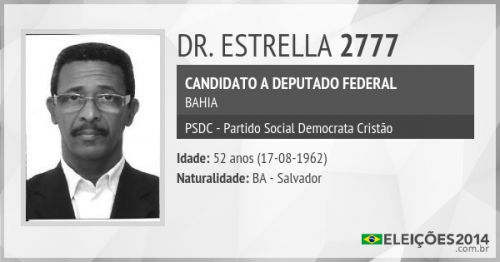 DR. ESTRELLA 2777
CANDIDATO A DEPUTADO FEDERAL
BAHIA
PSDC - Partido Social Democrata Cristão
Idade: 52 anos (17-08-1962)
Naturalidade: BA - Salvador
ELEIÇÕES2014
.com.br